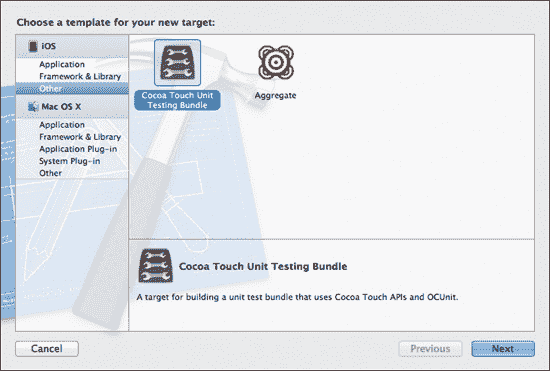 Choose a template for your new target:
iOS
Application
Framework & Library
Other
Mac OS X
Application
Framework & Library
Application Plug-in
System Plug-in
Other
Cocoa Touch Unit
Testing Bundle
Aggregate
Cocoa Touch Unit Testing Bundle
A target for building a unit test bundle that uses Cocoa Touch APIs and OCUnit.
Cancel
Previous
Next